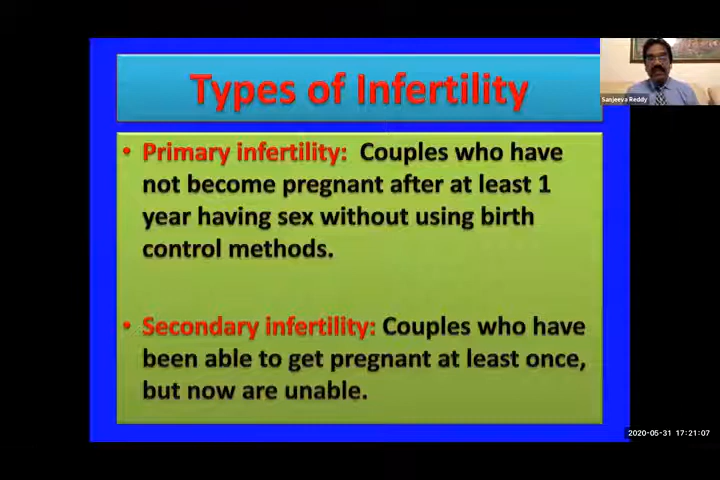 Types of Infertility
Sanjeeva Reddy
• Primary infertility: Couples who have
not become pregnant after at least 1
year having sex without using birth
control methods.
• Secondary infertility: Couples who have
been able to get pregnant at least once,
but now are unable.
2020-05-31 17:21:07